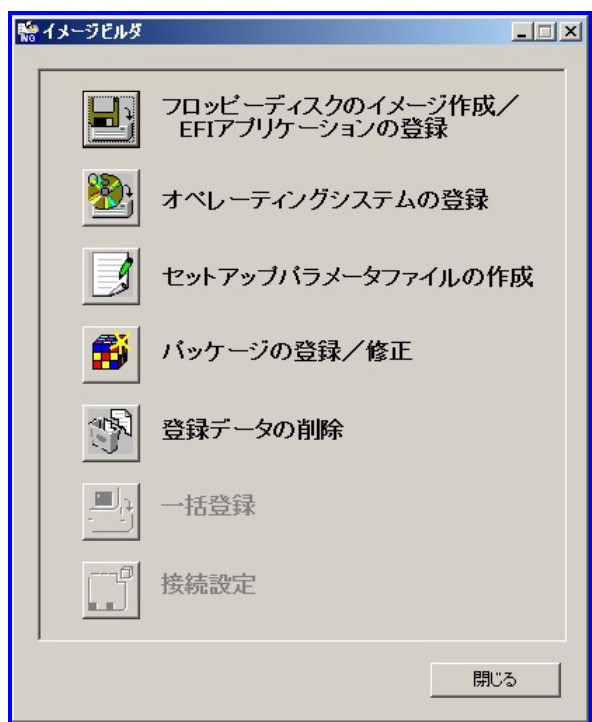 イメージビルダ
フロッピーディスクのイメージ作成／
EFIアプリケーションの登録
オペレーティングシステムの登録
セットアップパラメータファイルの作成
パッケージの登録／修正
登録データの削除
一括登録
接続設定
閉じる